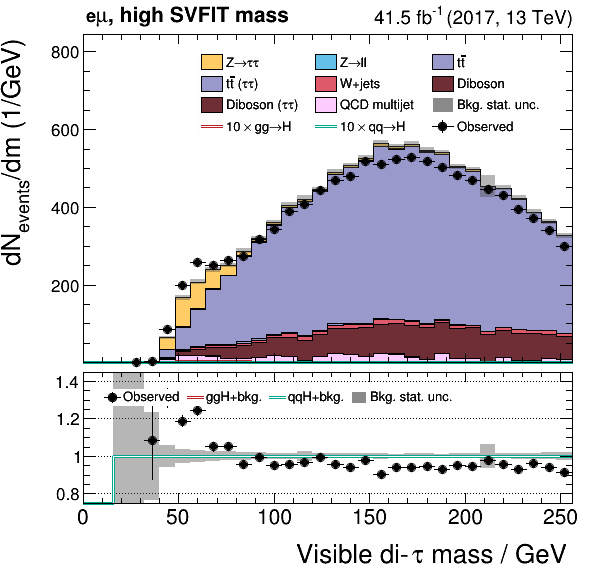 eμ, high SVFIT mass 41.5 fb⁻¹ (2017, 13 TeV)
dN_events/dm (1/GeV)
800
600
400
200
Z→ττ Z→ll tt̄
tt̄ (ττ) W+jets Diboson
Diboson (ττ) QCD multijet Bkg. stat. unc.
10 × gg→H 10 × qq→H Observed
1.4
1.2
1
0.8
Observed ggH+bkg. qqH+bkg. Bkg. stat. unc.
0 50 100 150 200 250
Visible di-τ mass / GeV